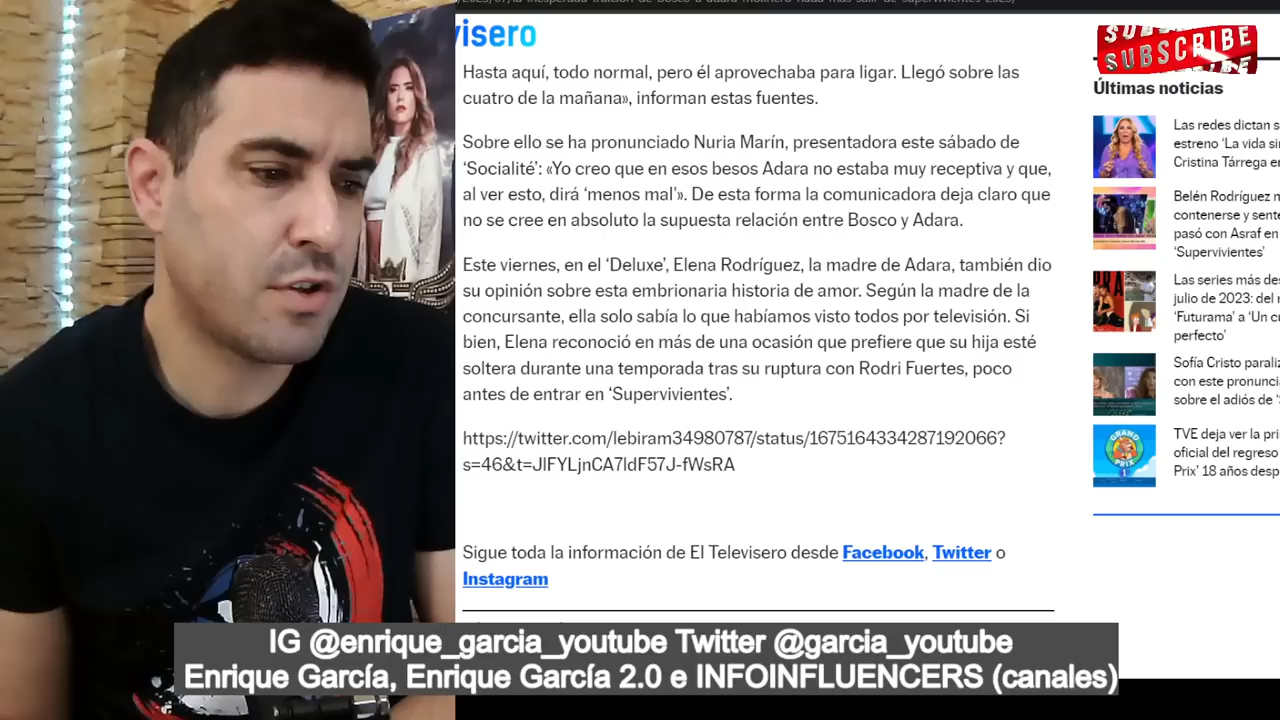 visero
Hasta aquí, todo normal, pero él aprovechaba para ligar. Llegó sobre las
cuatro de la mañana», informan estas fuentes.
Sobre ello se ha pronunciado Nuria Marín, presentadora este sábado de
‘Socialité’: «Yo creo que en esos besos Adara no estaba muy receptiva y que,
al ver esto, dirá ‘menos mal'». De esta forma la comunicadora deja claro que
no se cree en absoluto la supuesta relación entre Bosco y Adara.
Este viernes, en el ‘Deluxe’, Elena Rodríguez, la madre de Adara, también dio
su opinión sobre esta embrionaria historia de amor. Según la madre de la
concursante, ella solo sabía lo que habíamos visto todos por televisión. Si
bien, Elena reconoció en más de una ocasión que prefiere que su hija esté
soltera durante una temporada tras su ruptura con Rodri Fuertes, poco
antes de entrar en ‘Supervivientes’.
https://twitter.com/lebiram34980787/status/1675164334287192066?
s=46&t=JlFYLjnCA7ldF57J-fWsRA
Sigue toda la información de El Televisero desde Facebook, Twitter o
Instagram
SUBSCRIBE
Últimas noticias
Las redes dictan s
estreno ‘La vida sin
Cristina Tárrega en
Belén Rodríguez n
contenerse y sente
pasó con Asraf en
‘Supervivientes’
Las series más des
julio de 2023: del r
‘Futurama’ a ‘Un cu
perfecto’
Sofía Cristo paraliz
con este pronuncia
sobre el adiós de ‘S
TVE deja ver la prim
oficial del regreso
Prix’ 18 años desp
GRAND
PRIX
IG @enrique_garcia_youtube Twitter @garcia_youtube
Enrique García, Enrique García 2.0 e INFOINFLUENCERS (canales)